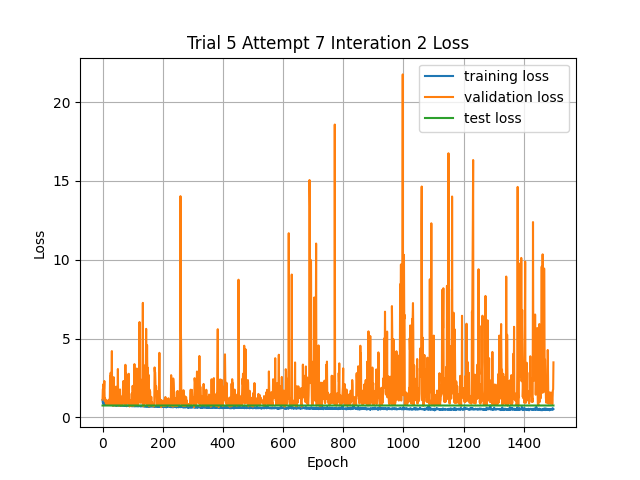 Trial 5 Attempt 7 Interation 2 Loss
training loss
validation loss
test loss
Loss
20
15
10
5
0
0 200 400 600 800 1000 1200 1400
Epoch